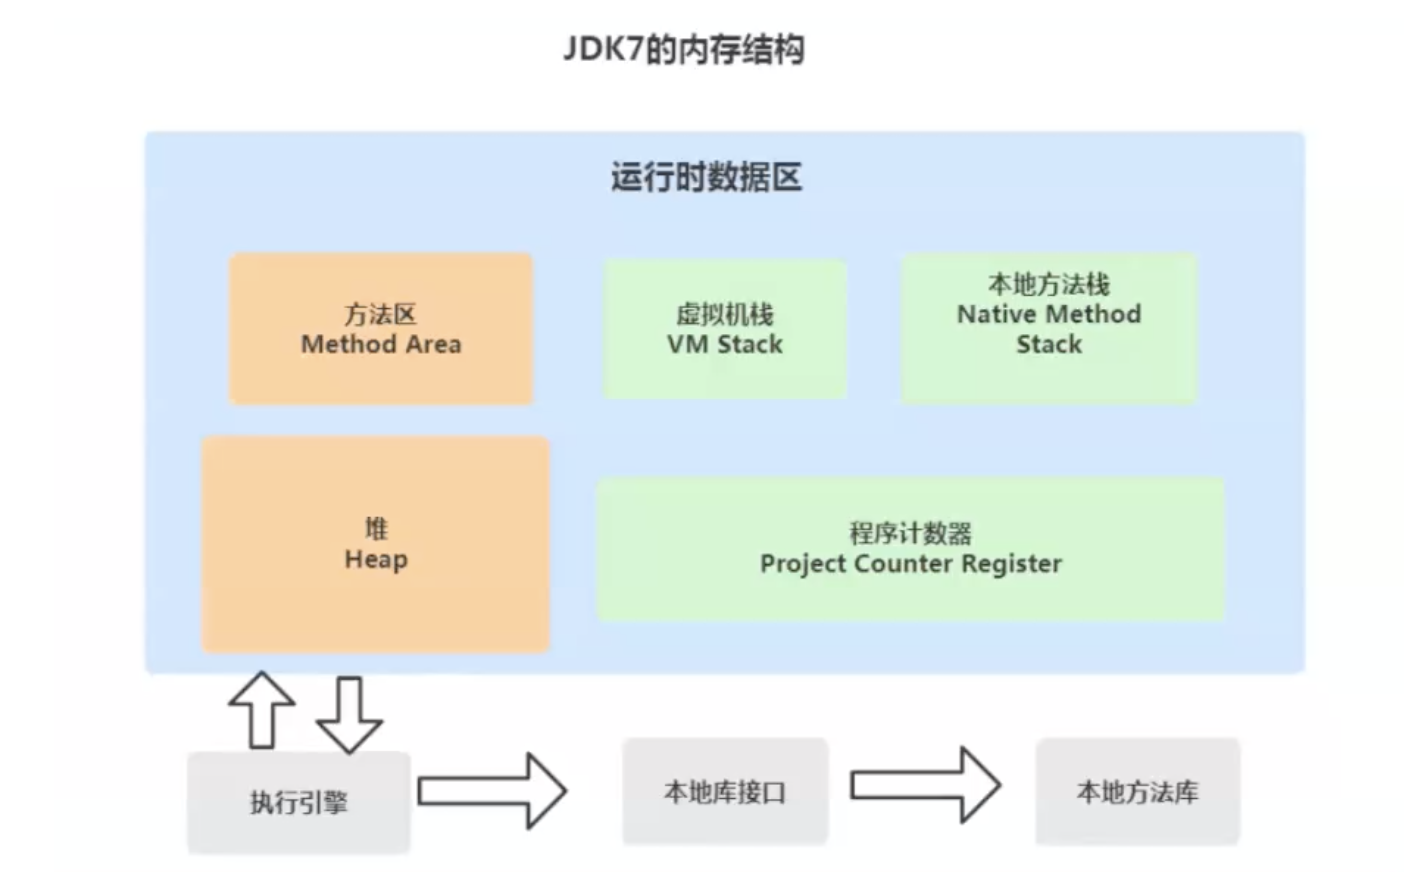 JDK7的内存结构
运行时数据区
方法区
Method Area
虚拟机栈
VM Stack
本地方法栈
Native Method
Stack
堆
Heap
程序计数器
Project Counter Register
执行引擎
本地库接口
本地方法库